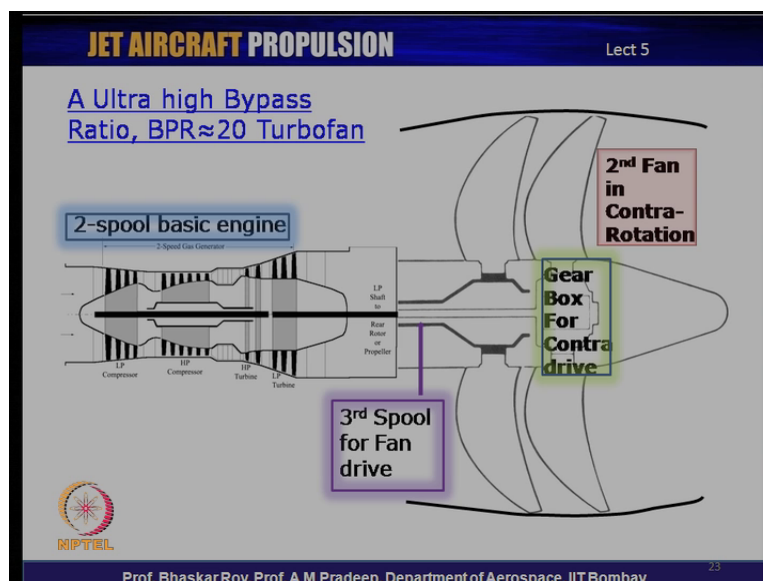 JET AIRCRAFT PROPULSION
Lect 5
A Ultra high Bypass
Ratio, BPR≈20 Turbofan
2nd Fan
in
Contra-
Rotation
2-spool basic engine
2-Speed Gas Generator
Gear
Box
For
Contra
drive
LP
Shaft
to
Rear
Rotor
or
Propeller
LP
Compressor
HP
Compressor
HP
Turbine
LP
Turbine
3rd Spool
for Fan
drive
NPTEL
23
Prof. Bhaskar Roy, Prof. A M Pradeep, Department of Aerospace, IIT Bombay